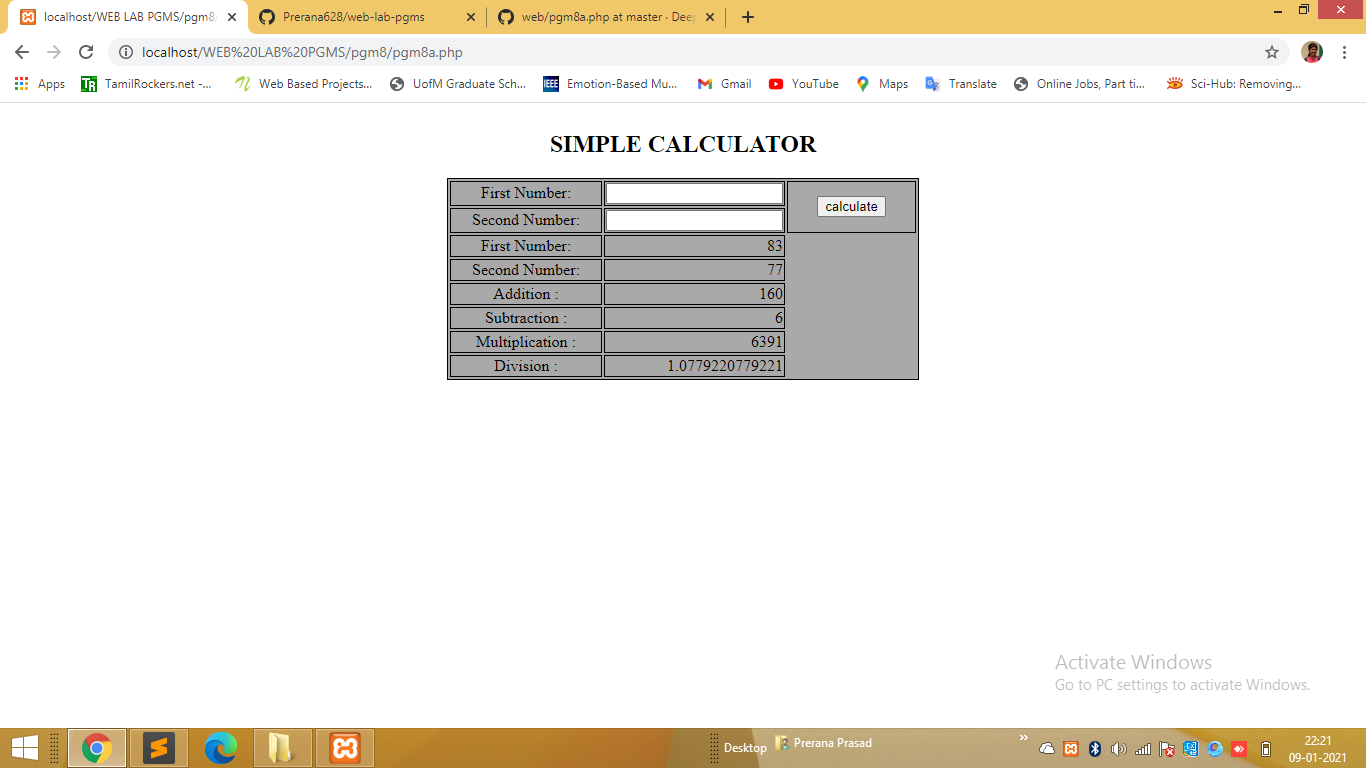 localhost/WEB LAB PGMS/pgm8/
Prerana628/web-lab-pgms
web/pgm8a.php at master · Deep
localhost/WEB%20LAB%20PGMS/pgm8/pgm8a.php
Apps TamilRockers.net -... Web Based Projects... UofM Graduate Sch... IEEE Emotion-Based Mu... Gmail YouTube Maps Translate Online Jobs, Part ti... Sci-Hub: Removing...
SIMPLE CALCULATOR
First Number:
calculate
Second Number:
First Number: 83
Second Number: 77
Addition : 160
Subtraction : 6
Multiplication : 6391
Division : 1.0779220779221
Activate Windows
Go to PC settings to activate Windows.
Desktop
Prerana Prasad
22:21
09-01-2021